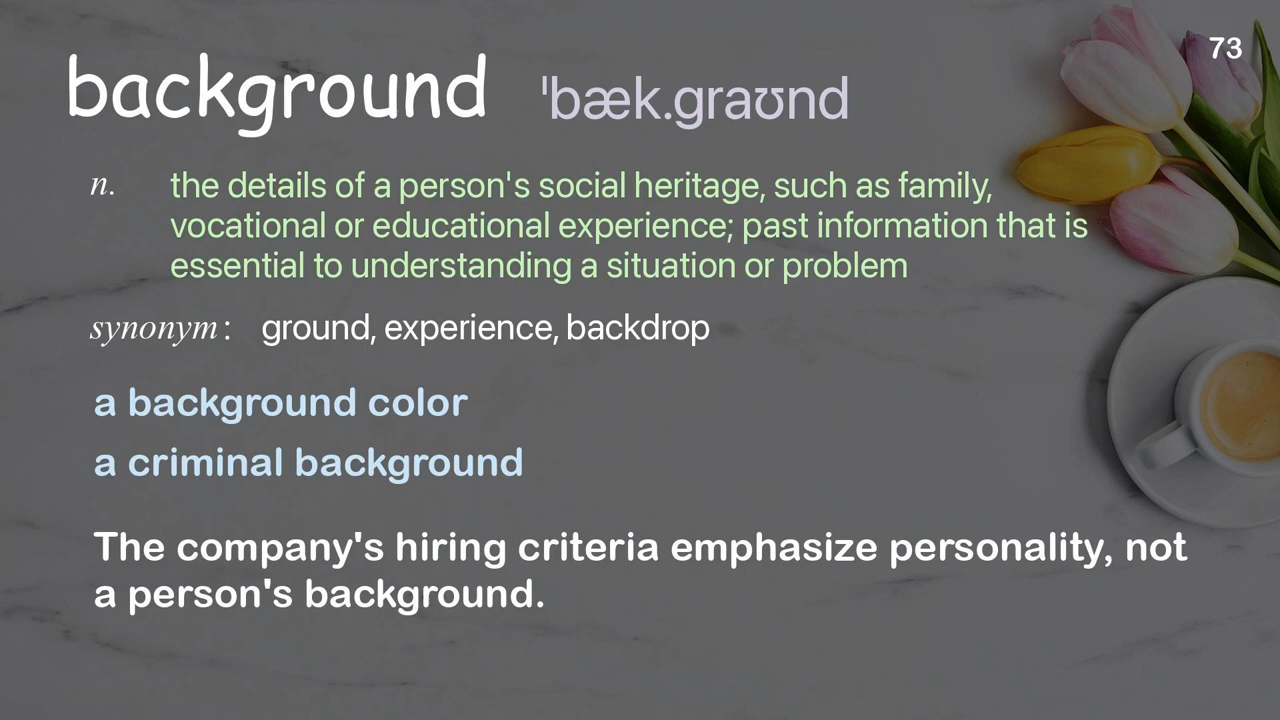 73
background ˈbæk.graʊnd
n. the details of a person's social heritage, such as family,
vocational or educational experience; past information that is
essential to understanding a situation or problem
synonym: ground, experience, backdrop
a background color
a criminal background
The company's hiring criteria emphasize personality, not
a person's background.